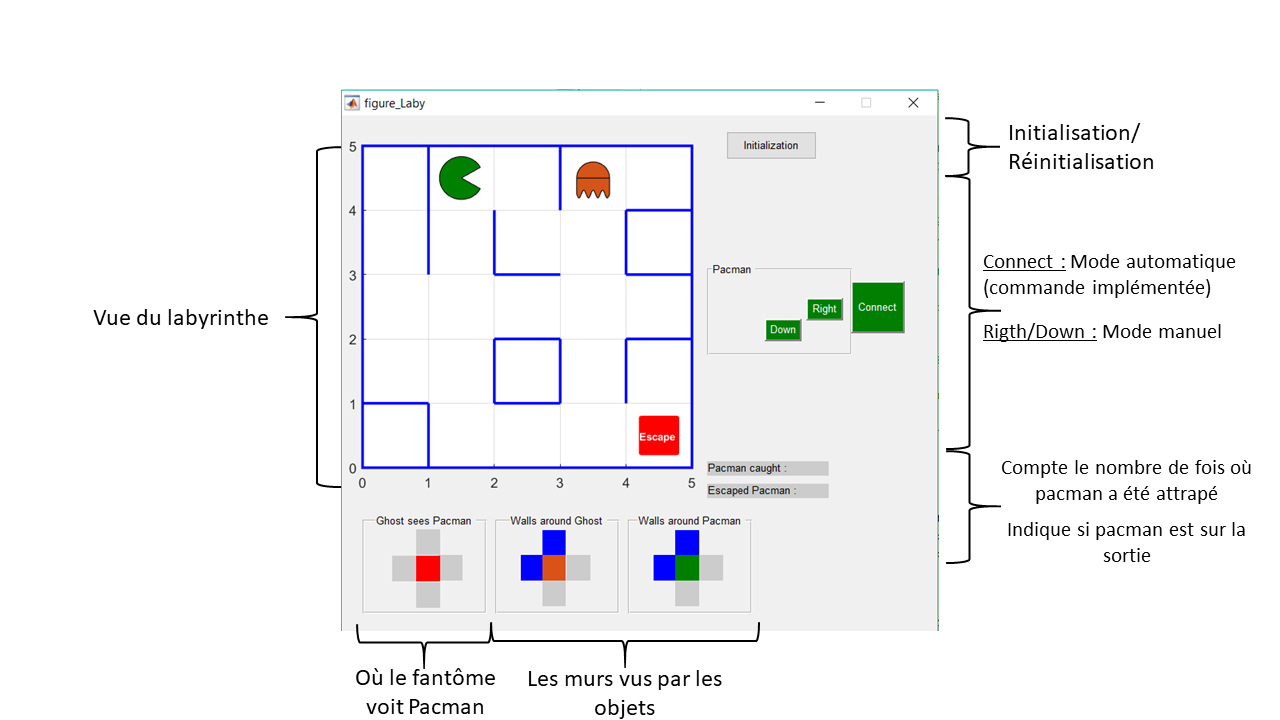 figure_Laby
Initialization
Initialisation/
Réinitialisation
5
4
3
2
1
0
0 1 2 3 4 5
Escape
Vue du labyrinthe
Pacman
Right
Down
Connect
Connect : Mode automatique
(commande implémentée)
Rigth/Down : Mode manuel
Pacman caught :
Escaped Pacman :
Compte le nombre de fois où
pacman a été attrapé
Indique si pacman est sur la
sortie
Ghost sees Pacman
Walls around Ghost
Walls around Pacman
Où le fantôme
voit Pacman
Les murs vus par les
objets